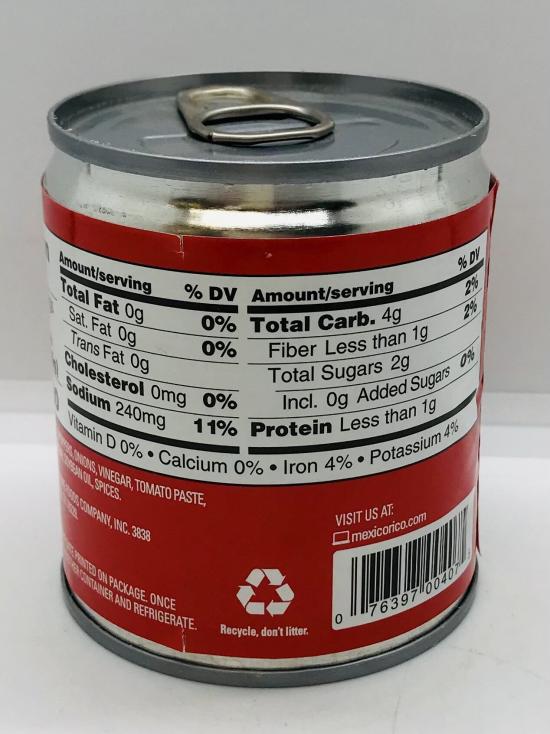 Amount/serving % DV
Total Fat 0g 0%
Sat. Fat 0g 0%
Trans Fat 0g
Cholesterol 0mg 0%
Sodium 240mg 11%
Amount/serving % DV
Total Carb. 4g 2%
Fiber Less than 1g 2%
Total Sugars 2g
Incl. 0g Added Sugars 0%
Protein Less than 1g
Vitamin D 0% • Calcium 0% • Iron 4% • Potassium 4%
ONIONS, VINEGAR, TOMATO PASTE,
OIL, SPICES.
COMPANY, INC. 3838
PRINTED ON PACKAGE. ONCE
CONTAINER AND REFRIGERATE.
Recycle, don't litter.
VISIT US AT:
mexicorico.com
0 76397 00407